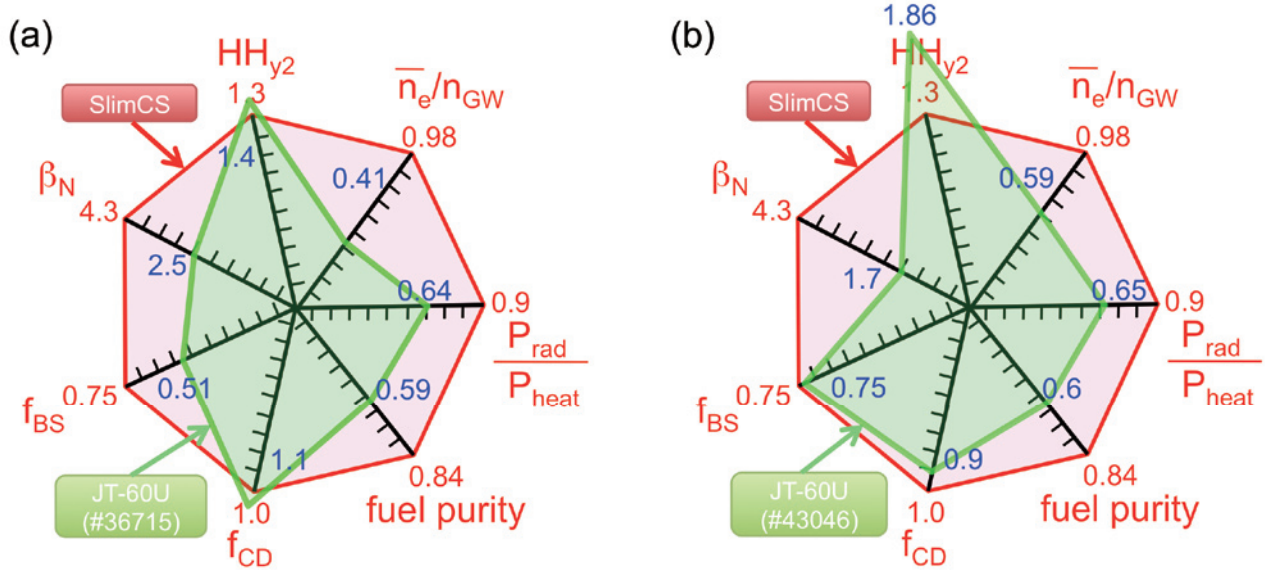 (a)
HHy2
1.3
n̅e/nGW
0.98
SlimCS
1.4
0.41
βN
4.3
2.5
0.64
0.9
Prad
Pheat
0.51
0.59
0.75
fBS
1.1
0.84
JT-60U
(#36715)
1.0
fuel purity
fCD
(b)
1.86
HHy2
1.3
n̅e/nGW
0.98
SlimCS
0.59
βN
4.3
1.7
0.65
0.9
Prad
Pheat
0.75
0.75
0.6
fBS
0.9
0.84
JT-60U
(#43046)
1.0
fuel purity
fCD